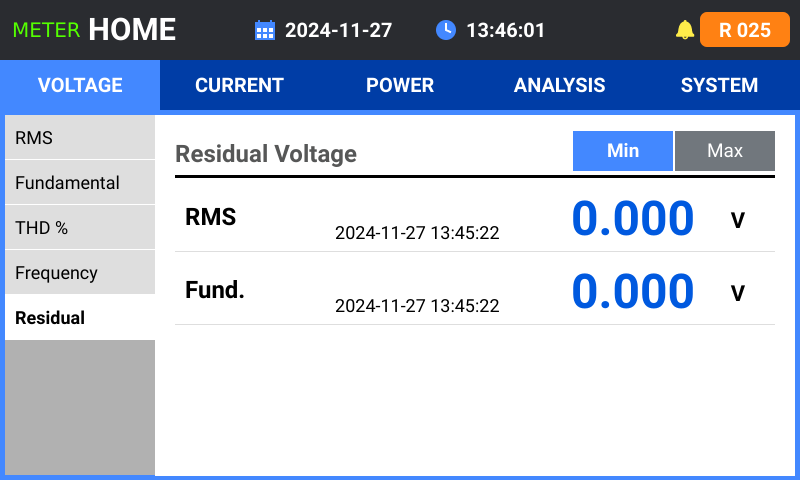 METER HOME 2024-11-27 13:46:01 R 025
VOLTAGE CURRENT POWER ANALYSIS SYSTEM
RMS
Fundamental
THD %
Frequency
Residual
Residual Voltage Min Max
RMS 2024-11-27 13:45:22 0.000 V
Fund. 2024-11-27 13:45:22 0.000 V